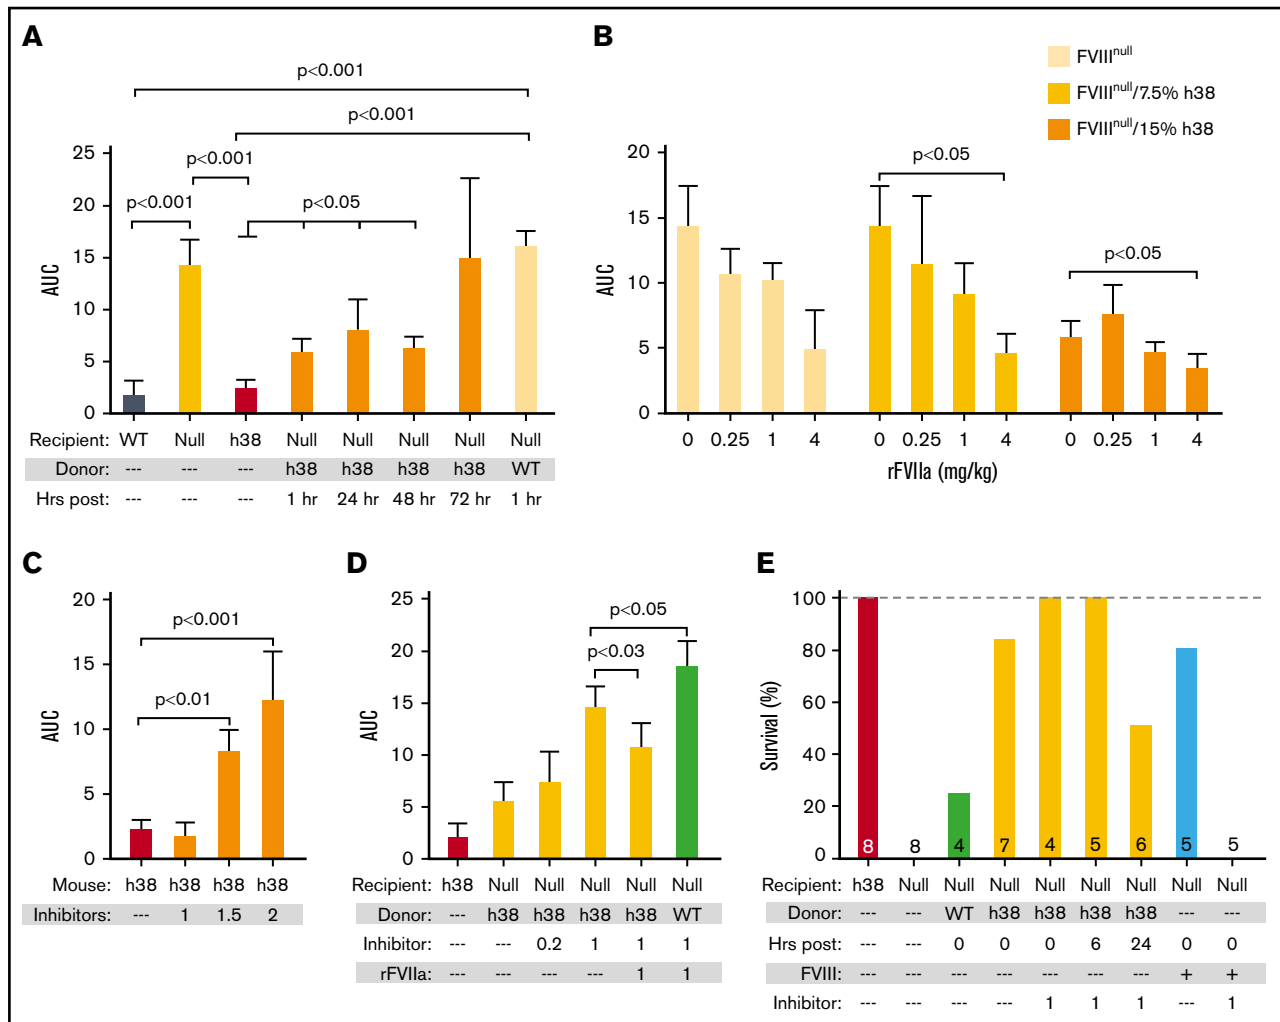 A
p<0.001
p<0.001
p<0.001
p<0.001
p<0.05
25
20
15
10
5
0
AUC
Recipient: WT Null h38 Null Null Null Null Null
Donor: --- --- --- h38 h38 h38 h38 WT
Hrs post: --- --- --- 1 hr 24 hr 48 hr 72 hr 1 hr
B
FVIIInull
FVIIInull/7.5% h38
FVIIInull/15% h38
p<0.05
p<0.05
20
15
10
5
0
AUC
0 0.25 1 4 0 0.25 1 4 0 0.25 1 4
rFVIIa (mg/kg)
C
p<0.001
p<0.01
20
15
10
5
0
AUC
Mouse: h38 h38 h38 h38
Inhibitors: --- 1 1.5 2
D
p<0.05
p<0.03
25
20
15
10
5
0
AUC
Recipient: h38 Null Null Null Null Null
Donor: --- h38 h38 h38 h38 WT
Inhibitor: --- --- 0.2 1 1 1
rFVIIa: --- --- --- --- 1 1
E
100
80
60
40
20
0
Survival (%)
8 8 4 7 4 5 6 5 5
Recipient: h38 Null Null Null Null Null Null Null Null
Donor: --- --- WT h38 h38 h38 h38 --- ---
Hrs post: --- --- 0 0 0 6 24 0 0
FVIII: --- --- --- --- --- --- --- + +
Inhibitor: --- --- --- --- 1 1 1 --- 1